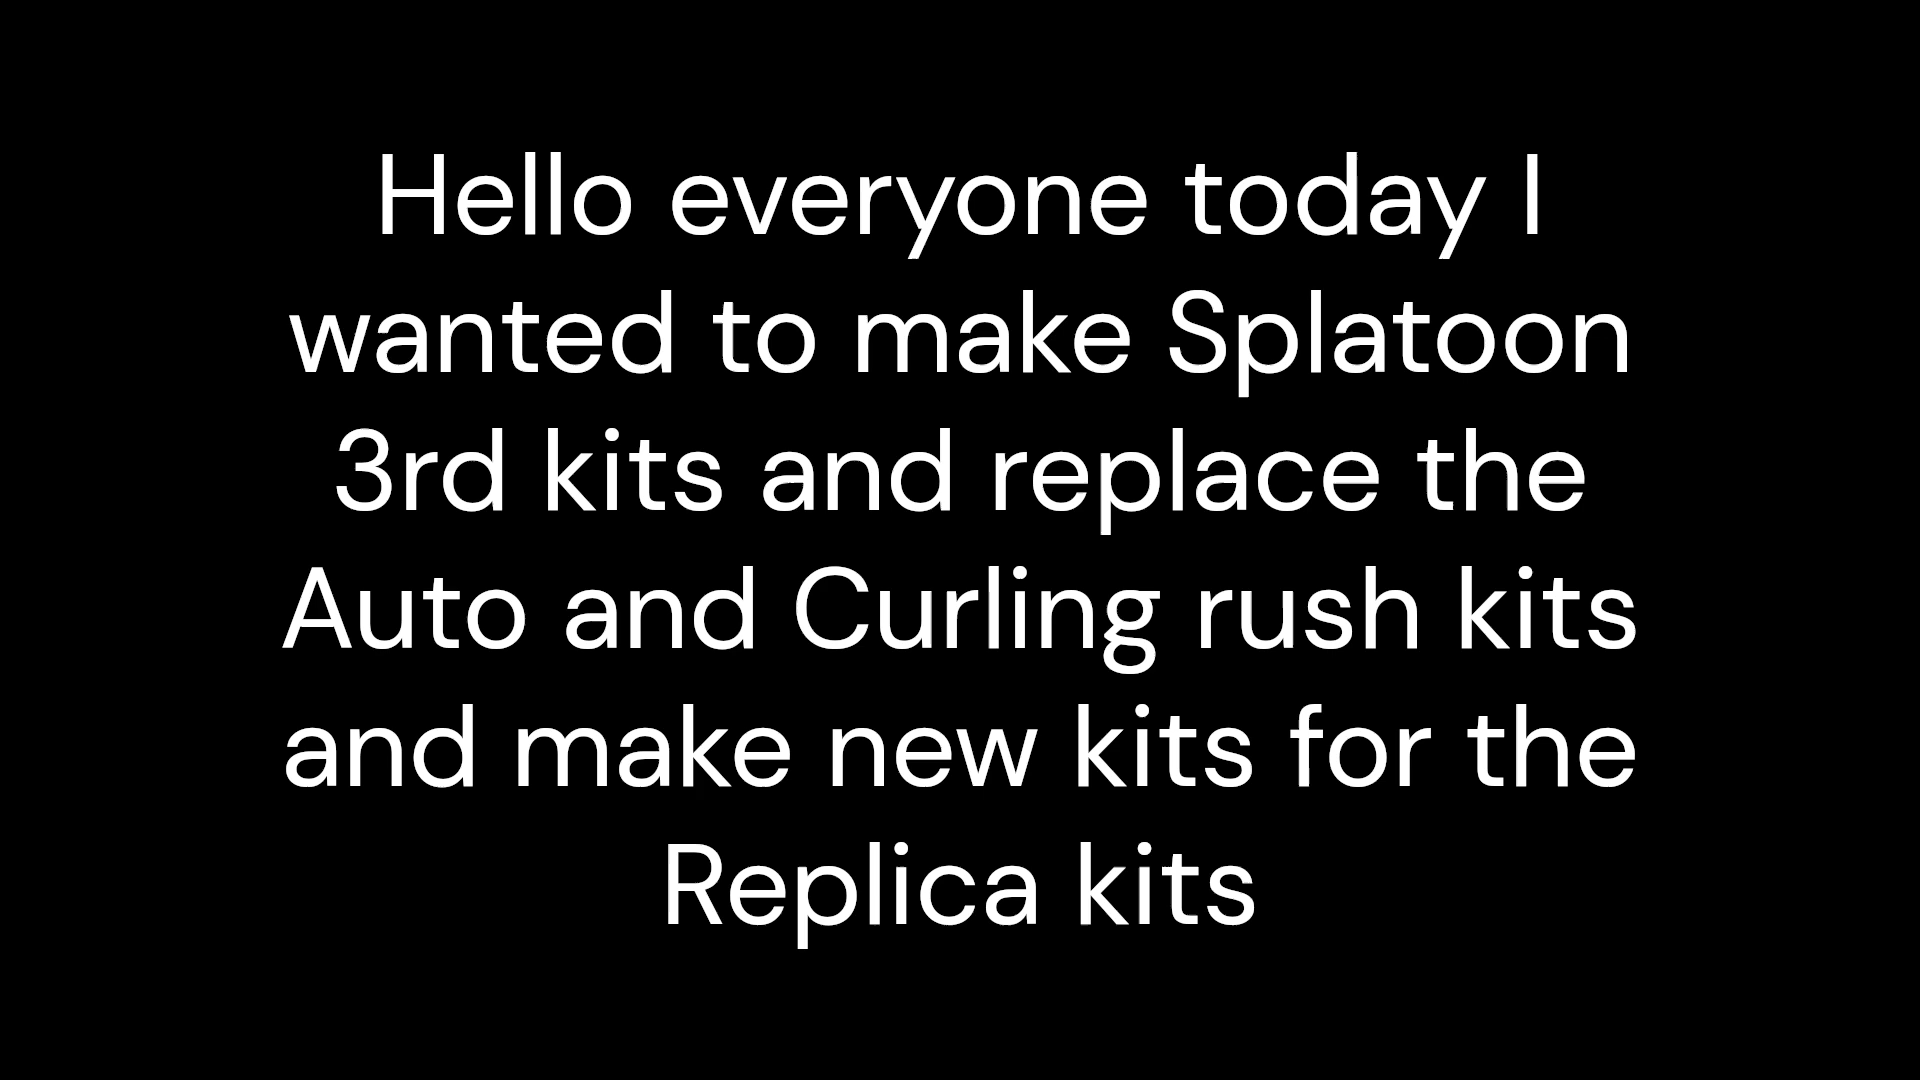 Hello everyone today I
wanted to make Splatoon
3rd kits and replace the
Auto and Curling rush kits
and make new kits for the
Replica kits